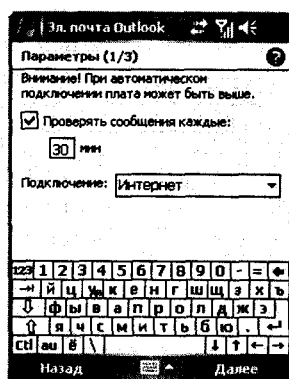 Эл. почта Outlook
Параметры (1/3)
Внимание! При автоматическом
подключении плата может быть выше.
Проверять сообщения каждые:
30 мин
Подключение: Интернет
123 1 2 3 4 5 6 7 8 9 0 - =
й ц у к е н г ш щ з х ъ
ф ы в а п р о л д ж э
я ч с м и т ь б ю .
Ctl au ё \
Назад Далее